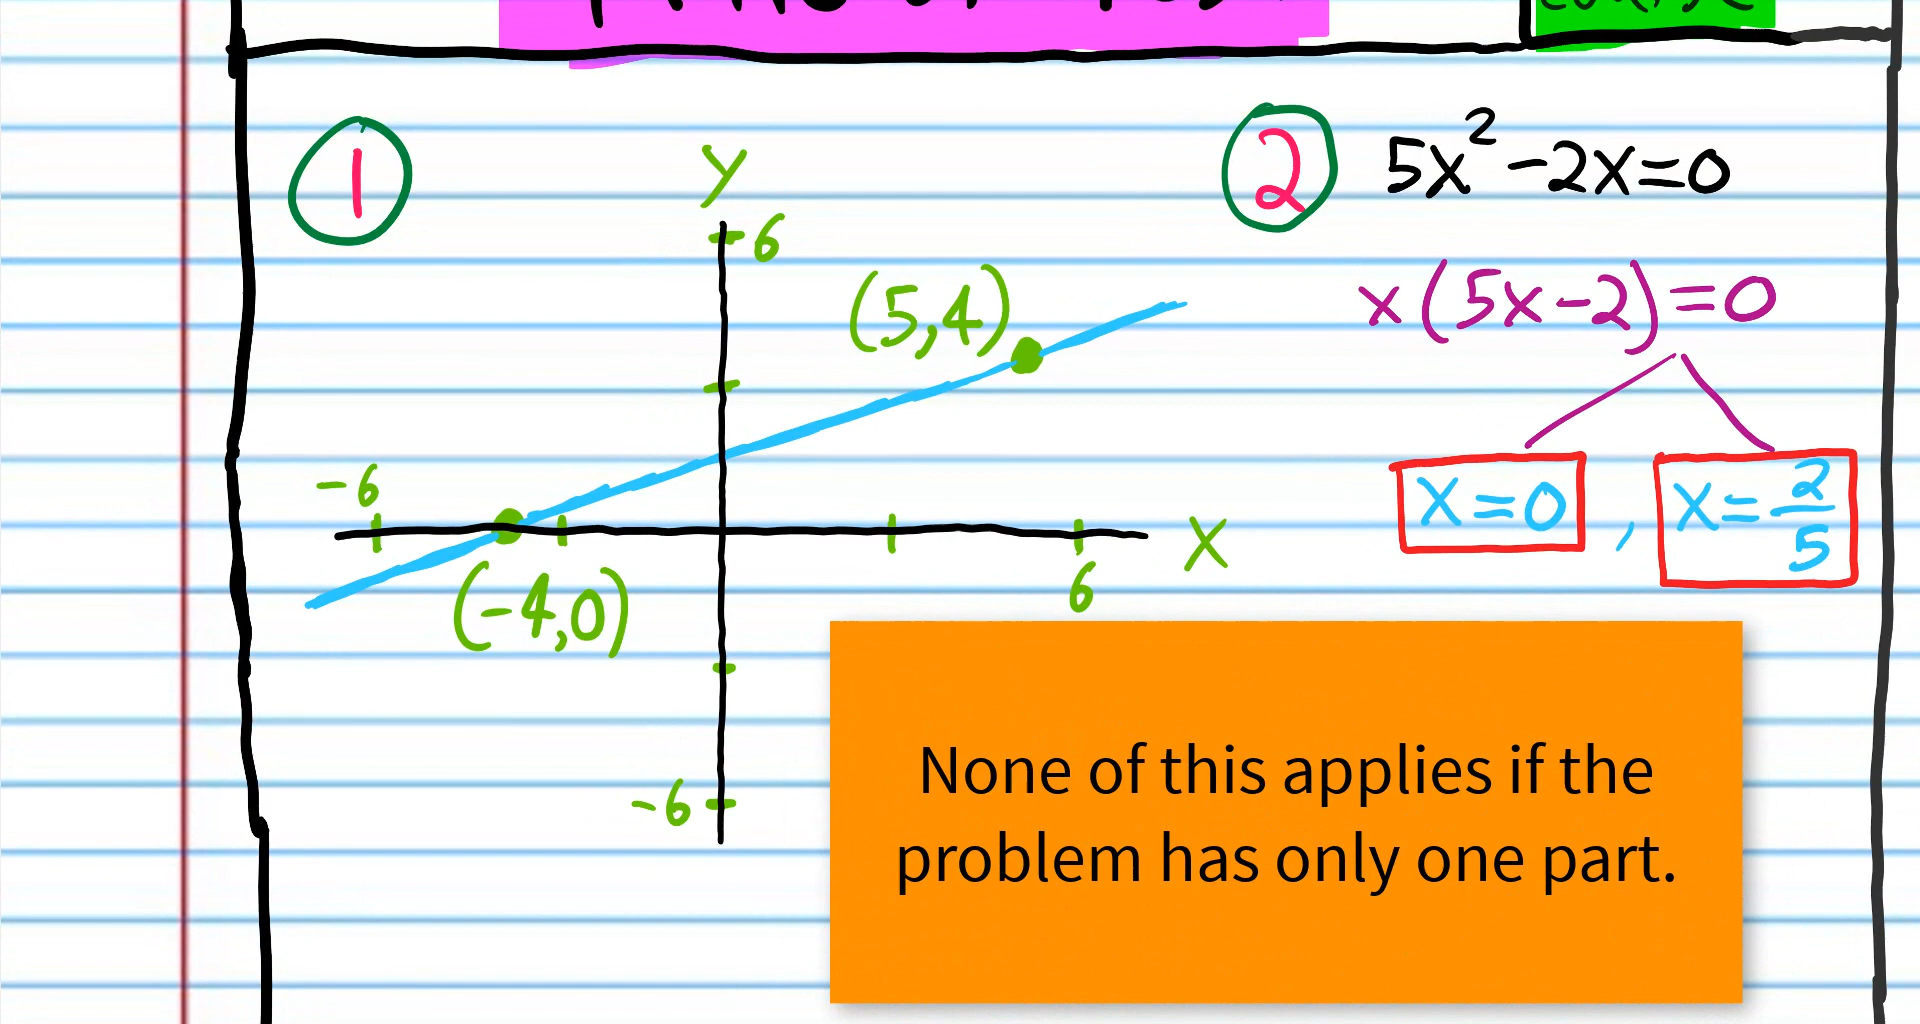 1
Y
6
(5,4)
-6
(-4,0)
X
6
-6
2
5x²-2x=0
x(5x-2)=0
x=0, x=2/5
None of this applies if the
problem has only one part.